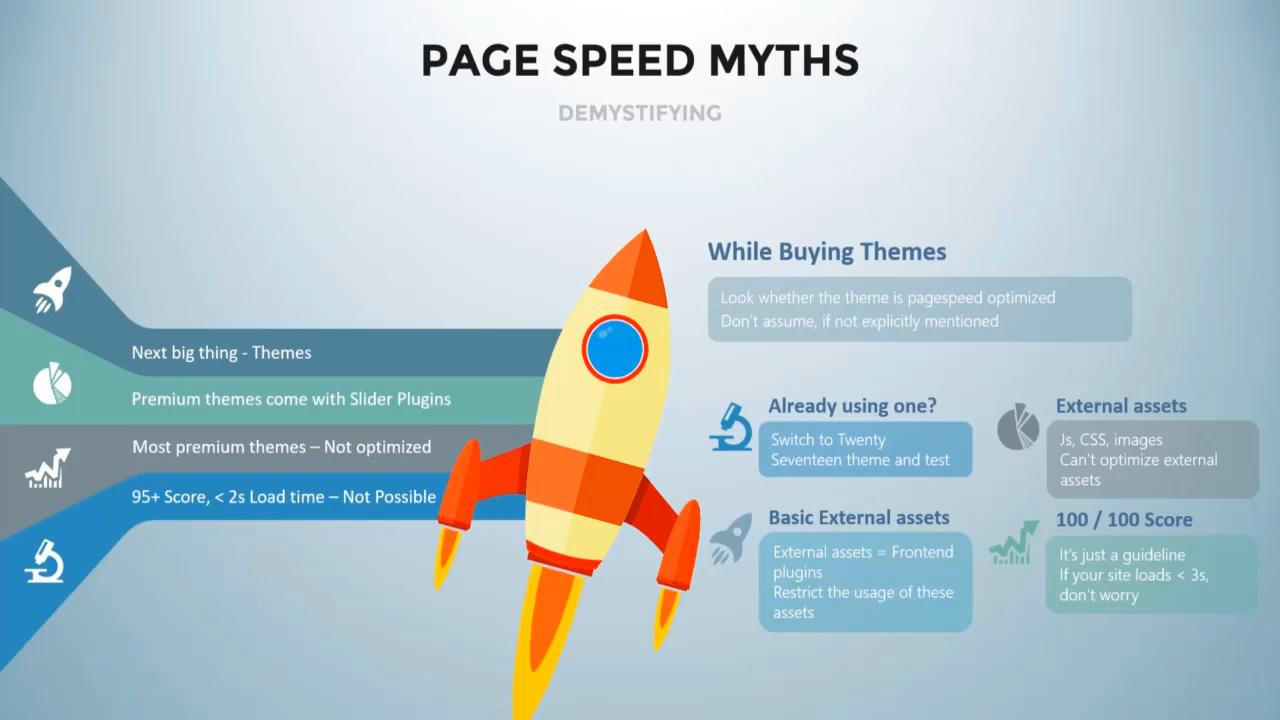 PAGE SPEED MYTHS
DEMYSTIFYING
Next big thing - Themes
Premium themes come with Slider Plugins
Most premium themes – Not optimized
95+ Score, < 2s Load time – Not Possible
While Buying Themes
Look whether the theme is pagespeed optimized
Don't assume, if not explicitly mentioned
Already using one?
Switch to Twenty
Seventeen theme and test
External assets
Js, CSS, images
Can't optimize external
assets
Basic External assets
External assets = Frontend
plugins
Restrict the usage of these
assets
100 / 100 Score
It's just a guideline
If your site loads < 3s,
don't worry